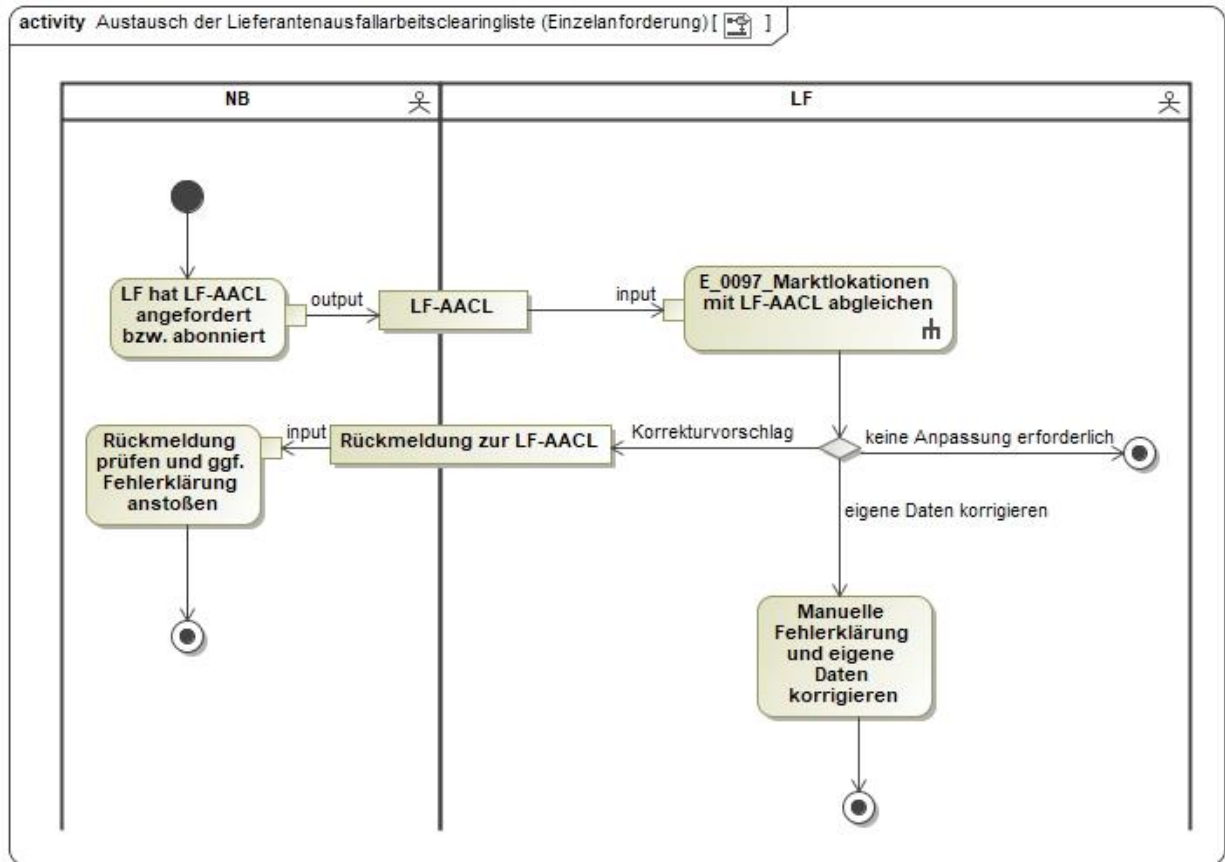 activity Austausch der Lieferantenausfallarbeitsclearingliste (Einzelanforderung) [ ]
NB
LF
LF hat LF-AACL
angefordert
bzw. abonniert
output
LF-AACL
input
E_0097_Marktlokationen
mit LF-AACL abgleichen
Rückmeldung
prüfen und ggf.
Fehlerklärung
anstoßen
input
Rückmeldung zur LF-AACL
Korrekturvorschlag
keine Anpassung erforderlich
eigene Daten korrigieren
Manuelle
Fehlerklärung
und eigene
Daten
korrigieren